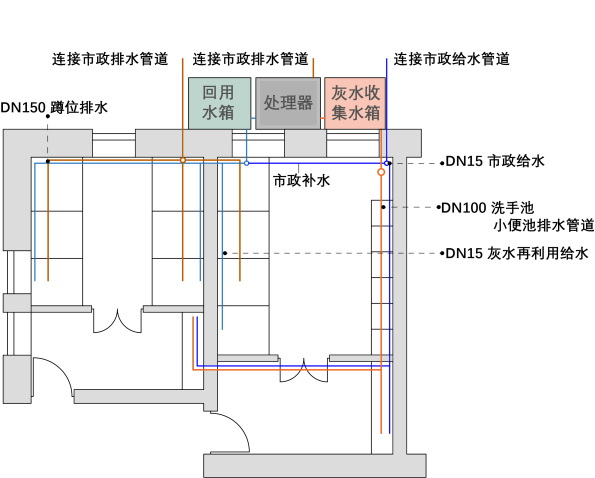 连接市政排水管道
连接市政排水管道
连接市政给水管道
回用
水箱
处理器
灰水收
集水箱
DN150 蹲位排水
DN15 市政给水
市政补水
DN100 洗手池
小便池排水管道
DN15 灰水再利用给水